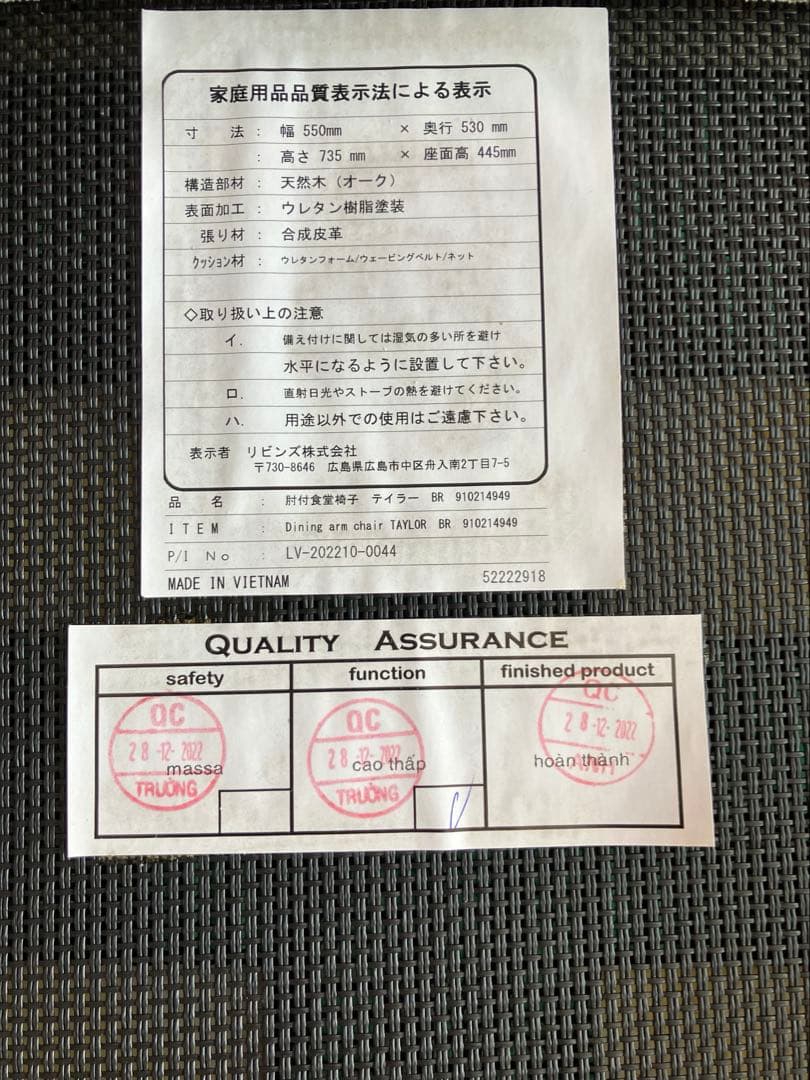 家庭用品品質表示法による表示
寸 法 : 幅 550mm × 奥行 530 mm
: 高さ 735 mm × 座面高 445mm
構造部材 : 天然木 (オーク)
表面加工 : ウレタン樹脂塗装
張り材 : 合成皮革
クッション材 : ウレタンフォーム/ウェービングベルト/ネット
◇取り扱い上の注意
イ. 備え付けに関しては湿気の多い所を避け
水平になるように設置して下さい。
ロ. 直射日光やストーブの熱を避けてください。
ハ. 用途以外での使用はご遠慮下さい。
表示者 リビンズ株式会社
〒730-8646 広島県広島市中区舟入南2丁目7-5
品 名 : 肘付食堂椅子 テイラー BR 910214949
ITEM : Dining arm chair TAYLOR BR 910214949
P/I No : LV-202210-0044
MADE IN VIETNAM 52222918
QUALITY ASSURANCE
safety function finished product
QC QC QC
28-12-2022 28-12-2022 28-12-2022
massa cao thấp hoàn thành
TRƯỜNG TRƯỜNG